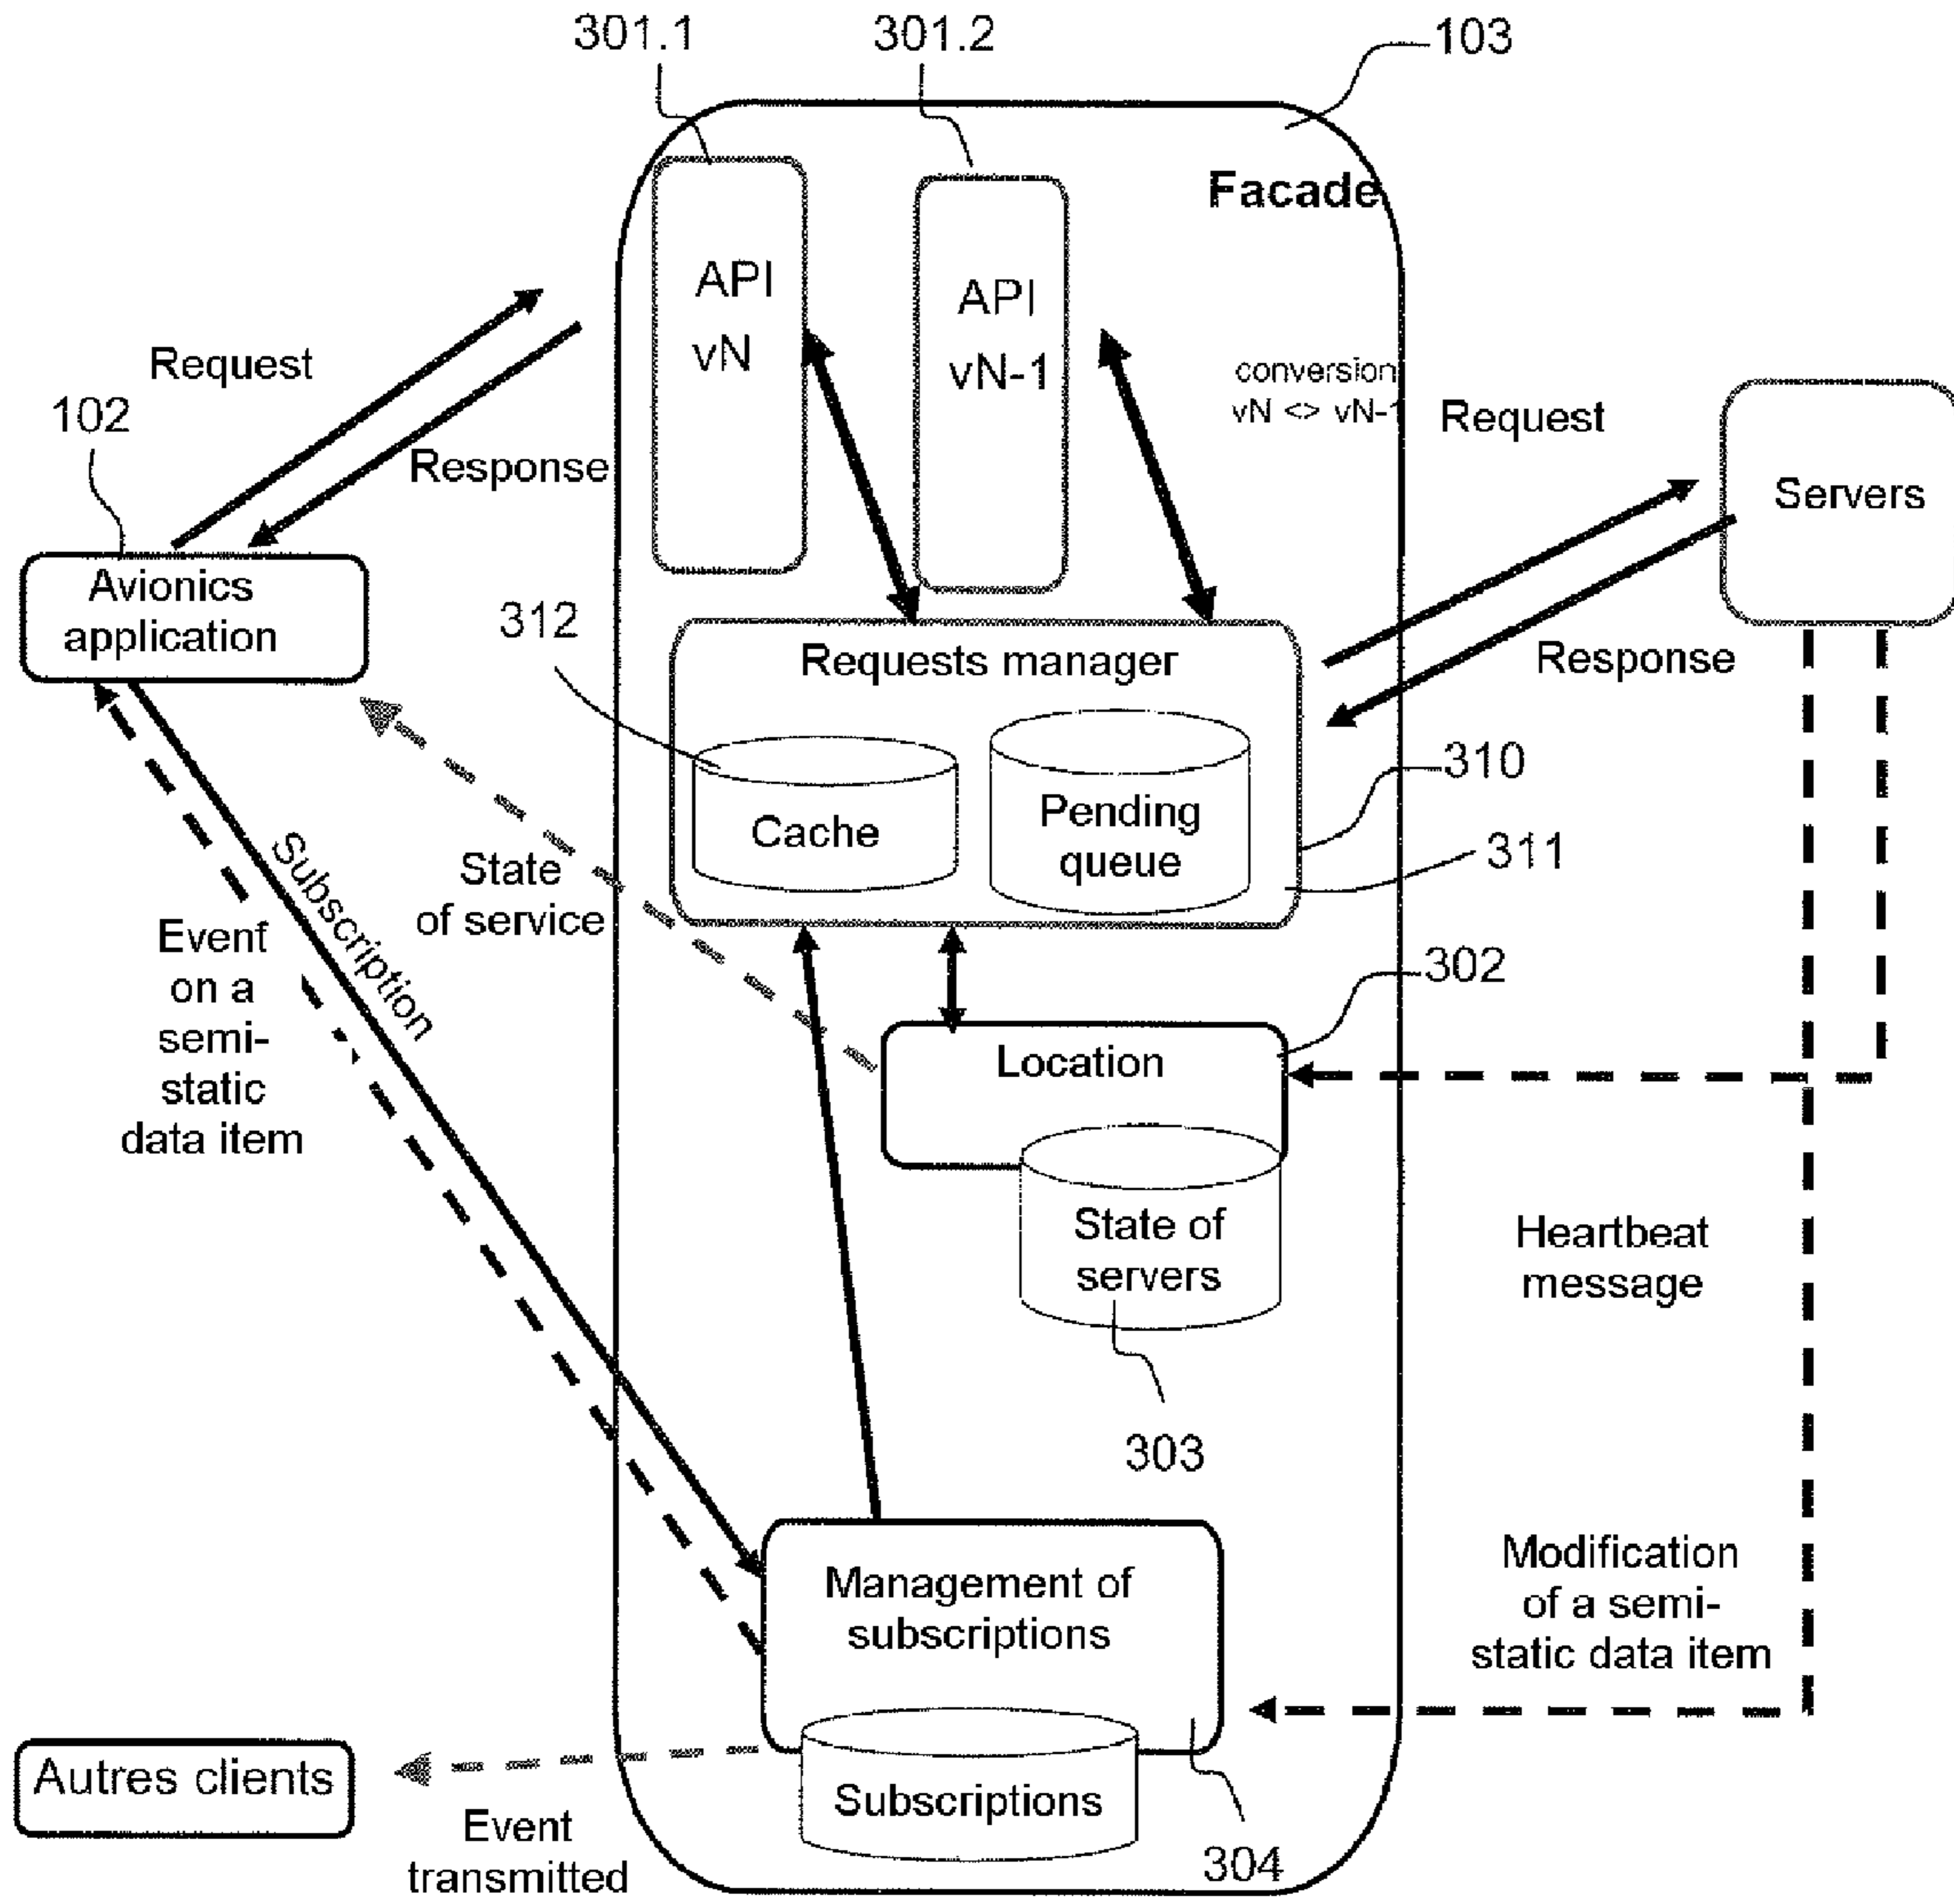 301.1
301.2
103
Facade
API
vN
API
vN-1
conversion
vN <> vN-1
Request
Response
102
Request
Servers
Response
Avionics
application
312
Requests manager
Cache
Pending
queue
310
311
State
of service
Subscription
Event
on a
semi-
static
data item
302
Location
State of
servers
303
Heartbeat
message
Modification
of a semi-
static data item
Management of
subscriptions
Subscriptions
304
Autres clients
Event
transmitted